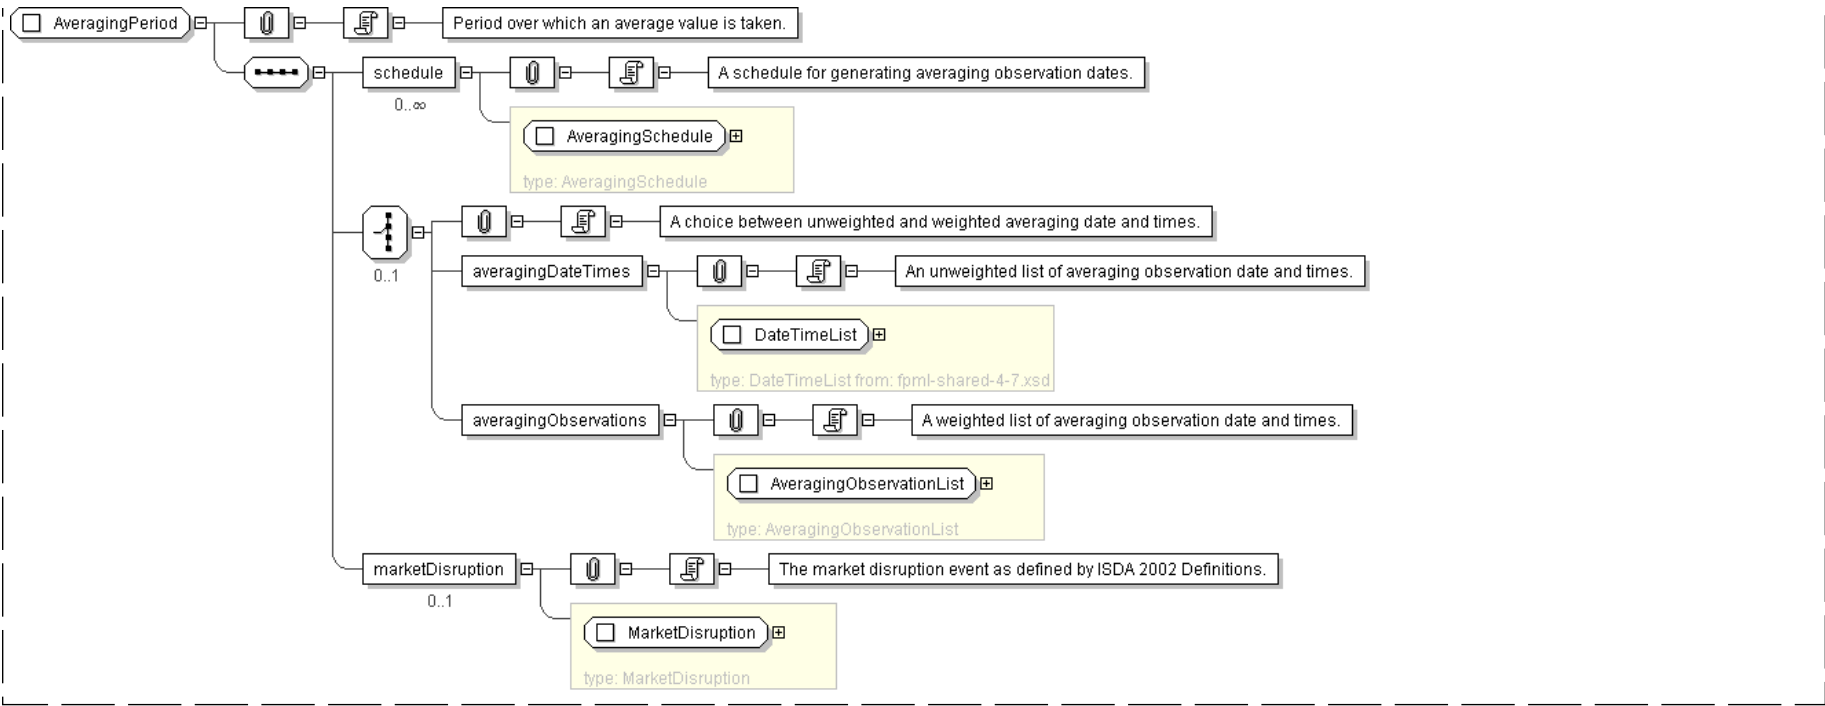 AveragingPeriod
Period over which an average value is taken.
schedule
A schedule for generating averaging observation dates.
0..∞
AveragingSchedule
type: AveragingSchedule
A choice between unweighted and weighted averaging date and times.
0..1
averagingDateTimes
An unweighted list of averaging observation date and times.
DateTimeList
type: DateTimeList from: fpml-shared-4-7.xsd
averagingObservations
A weighted list of averaging observation date and times.
AveragingObservationList
type: AveragingObservationList
marketDisruption
The market disruption event as defined by ISDA 2002 Definitions.
0..1
MarketDisruption
type: MarketDisruption